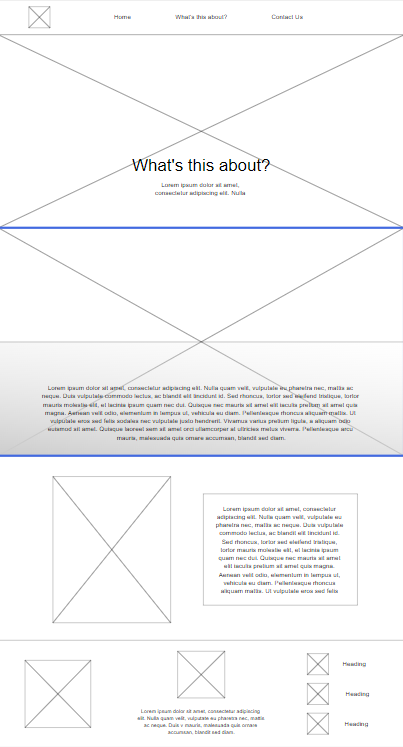 Home What's this about? Contact Us
What's this about?
Lorem ipsum dolor sit amet,
consectetur adipiscing elit. Nulla
Lorem ipsum dolor sit amet, consectetur adipiscing elit. Nulla quam velit, vulputate eu pharetra nec, mattis ac
neque. Duis vulputate commodo lectus, ac blandit elit tincidunt id. Sed rhoncus, tortor sed eleifend tristique, tortor
mauris molestie elit, et lacinia ipsum quam nec dui. Quisque nec mauris sit amet elit iaculis pretium sit amet quis
magna. Aenean velit odio, elementum in tempus ut, vehicula eu diam. Pellentesque rhoncus aliquam mattis. Ut
vulputate eros sed felis sodales nec vulputate justo hendrerit. Vivamus varius pretium ligula, a aliquam odio
euismod sit amet. Quisque laoreet sem sit amet orci ullamcorper at ultricies metus viverra. Pellentesque arcu
mauris, malesuada quis ornare accumsan, blandit sed diam.
Lorem ipsum dolor sit amet, consectetur
adipiscing elit. Nulla quam velit, vulputate eu
pharetra nec, mattis ac neque. Duis vulputate
commodo lectus, ac blandit elit tincidunt id.
Sed rhoncus, tortor sed eleifend tristique,
tortor mauris molestie elit, et lacinia ipsum
quam nec dui. Quisque nec mauris sit amet
elit iaculis pretium sit amet quis magna.
Aenean velit odio, elementum in tempus ut,
vehicula eu diam. Pellentesque rhoncus
aliquam mattis. Ut vulputate eros sed felis
Lorem ipsum dolor sit amet, consectetur adipiscing
elit. Nulla quam velit, vulputate eu pharetra nec, mattis
ac neque. Duis v mauris, malesuada quis ornare
accumsan, blandit sed diam.
Heading
Heading
Heading